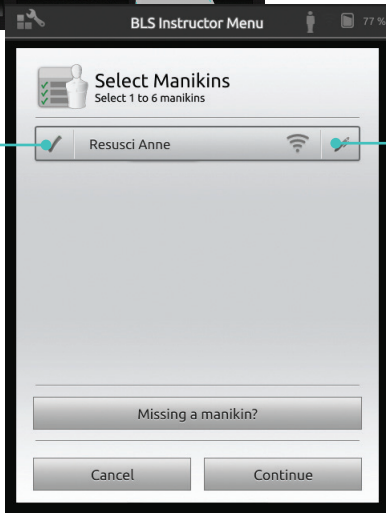 BLS Instructor Menu
77 %
Select Manikins
Select 1 to 6 manikins
Resusci Anne
Missing a manikin?
Cancel
Continue